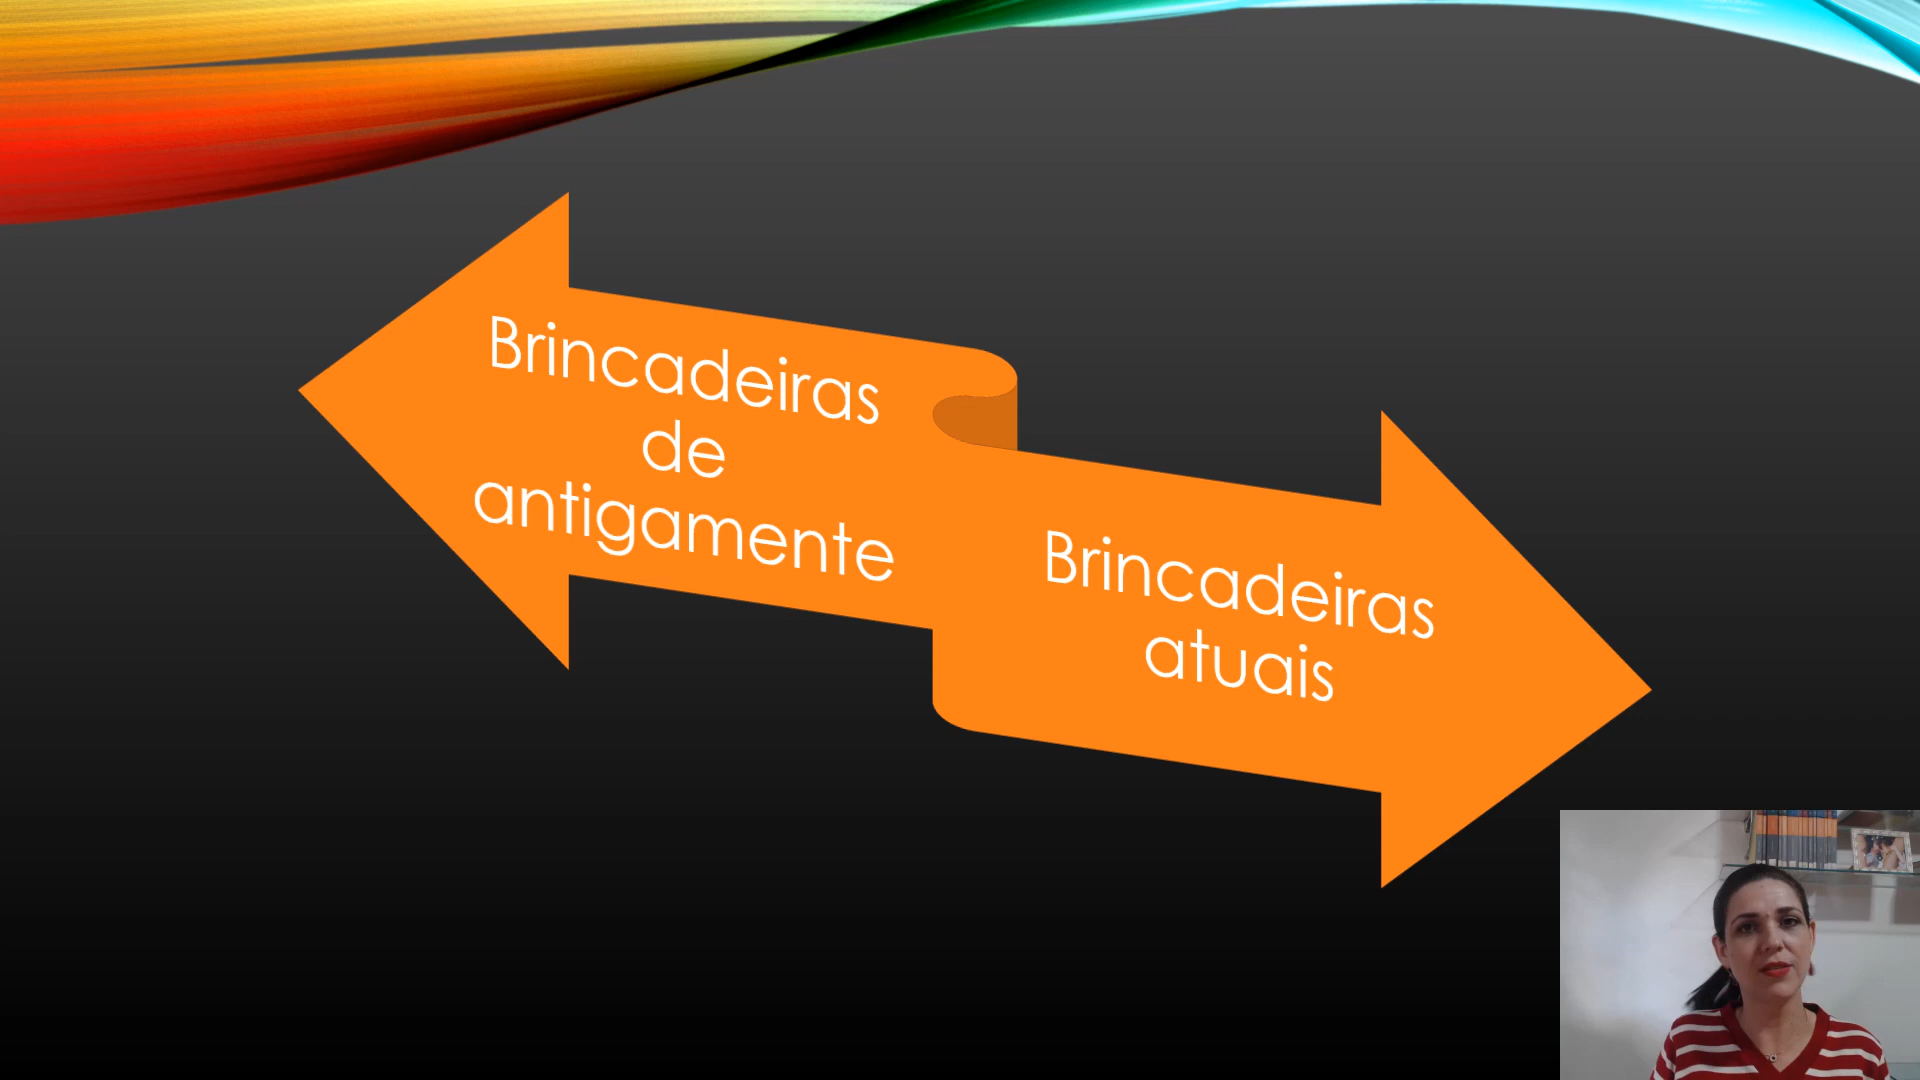 Brincadeiras
de
antigamente
Brincadeiras
atuais